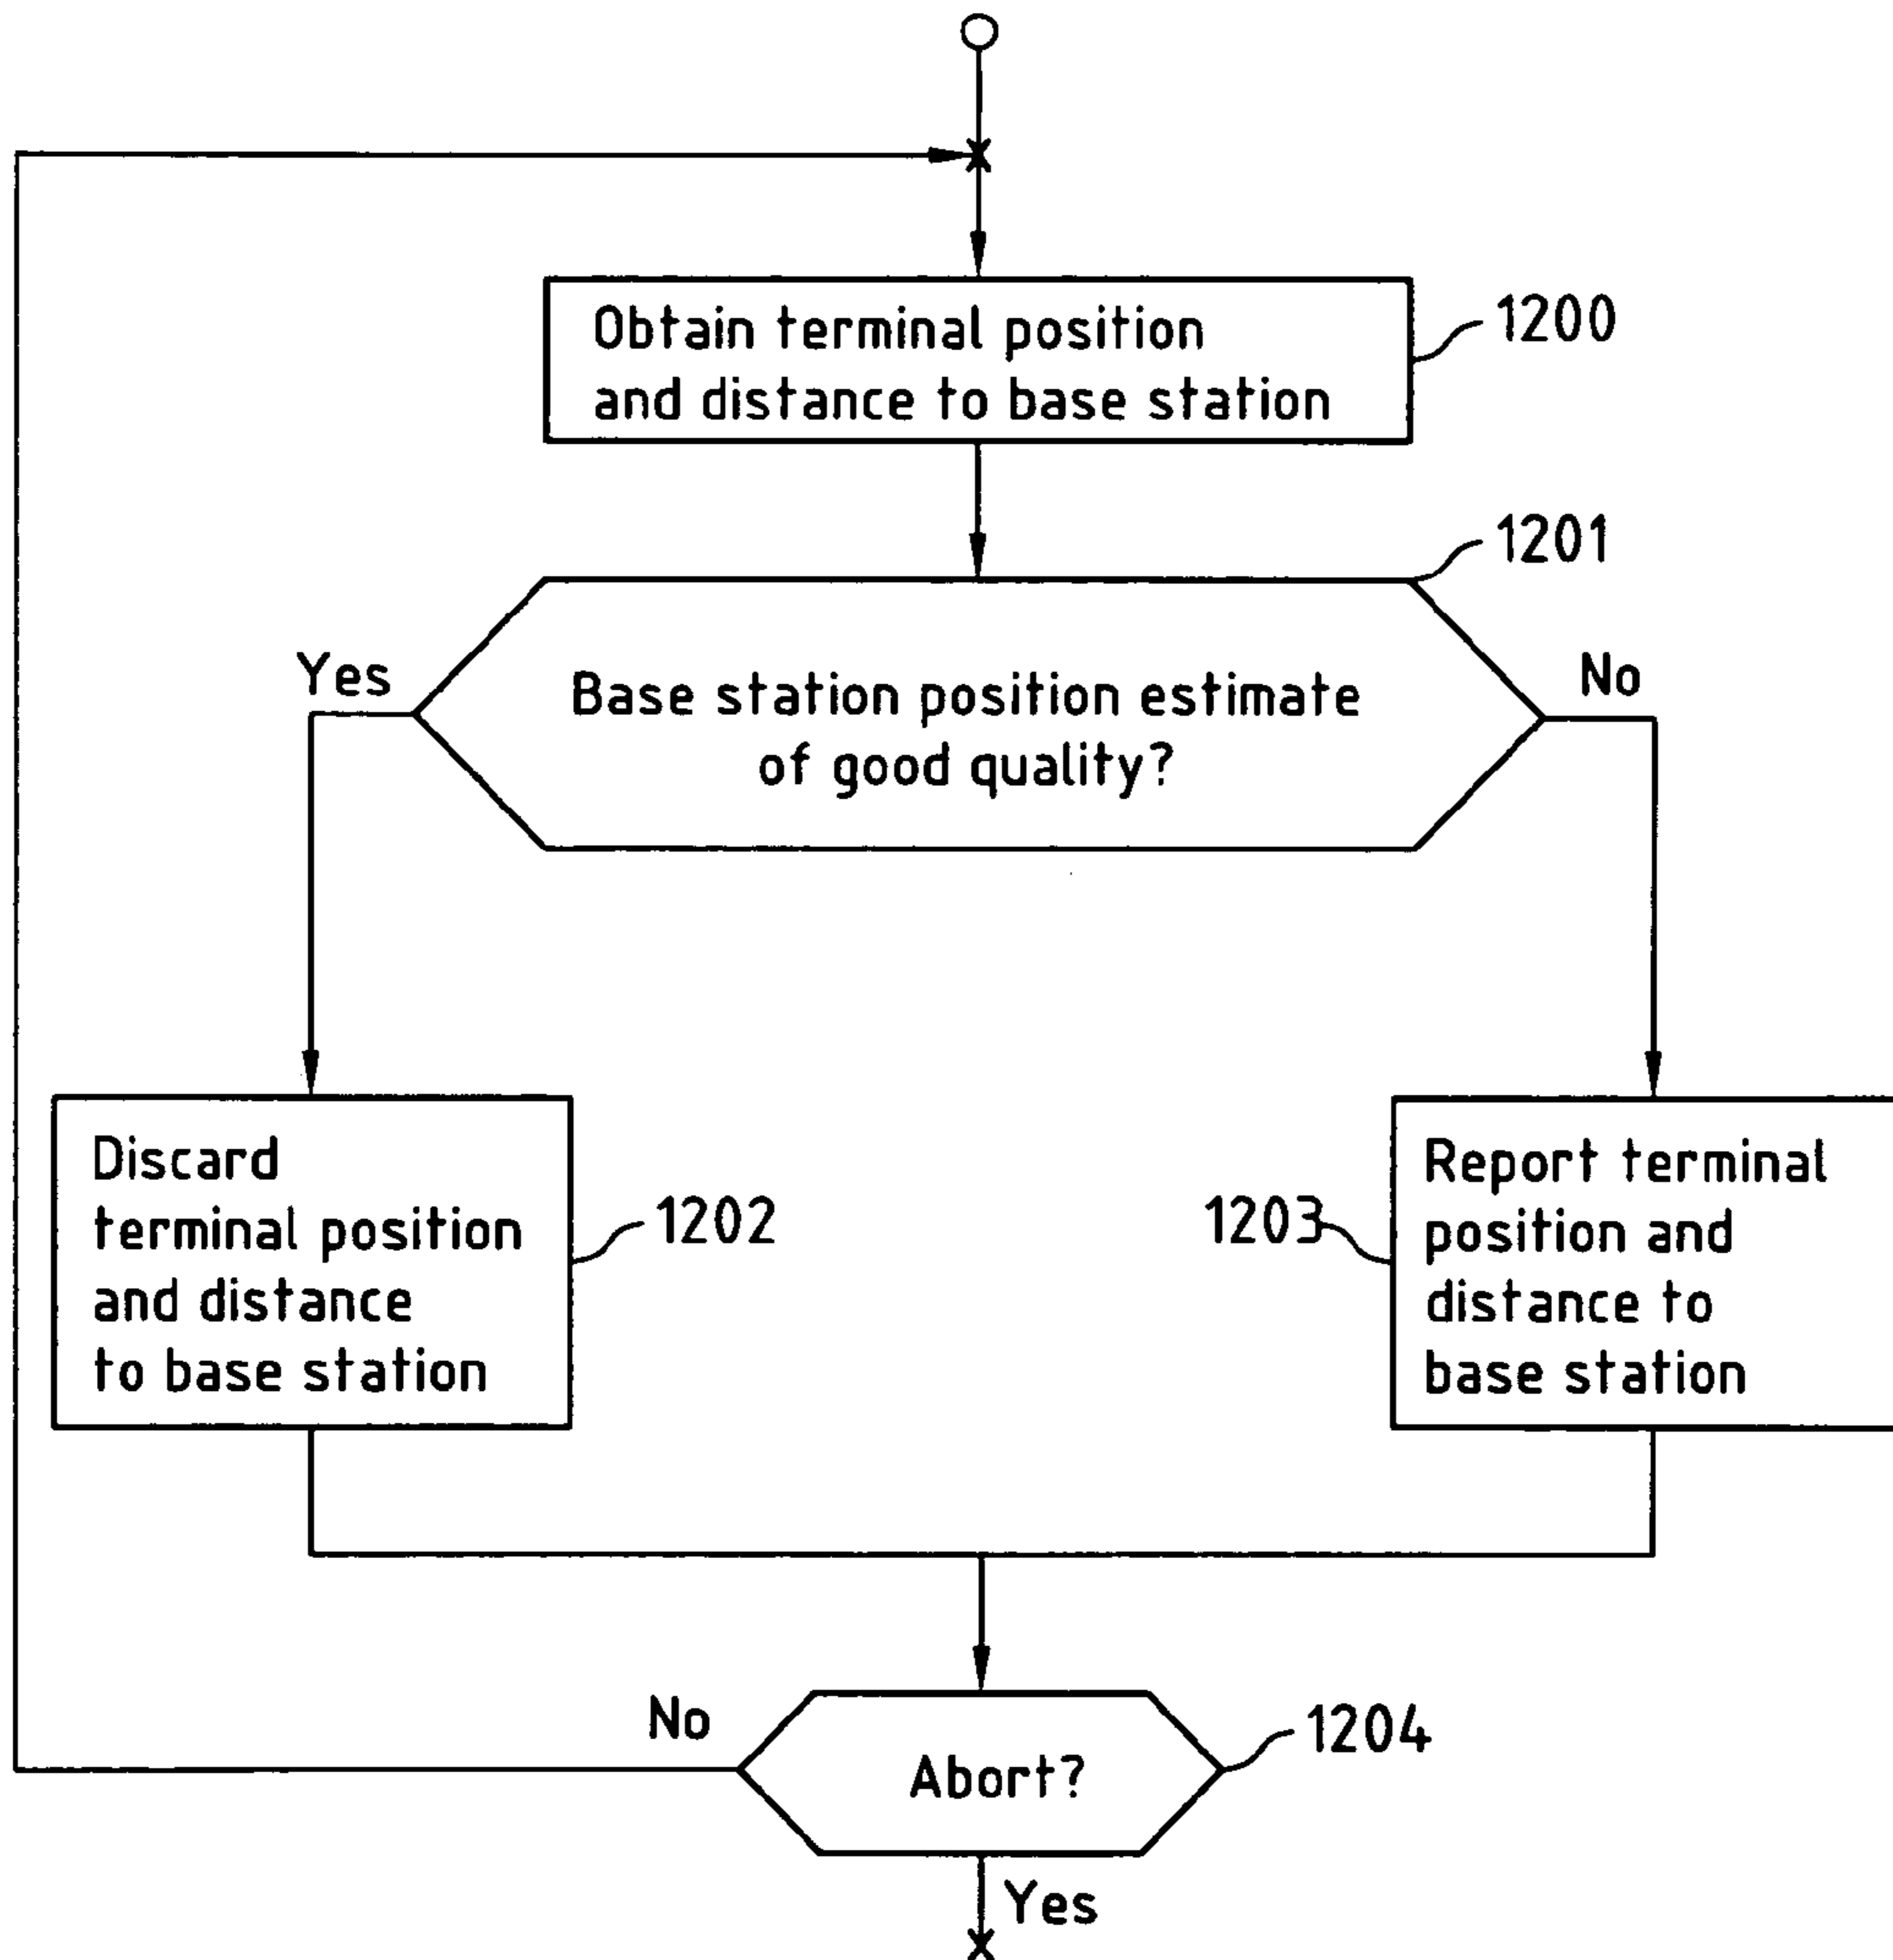 Obtain terminal position
and distance to base station
1200
1201
Yes
No
Base station position estimate
of good quality?
Discard
terminal position
and distance
to base station
1202
1203
Report terminal
position and
distance to
base station
No
Abort?
1204
Yes